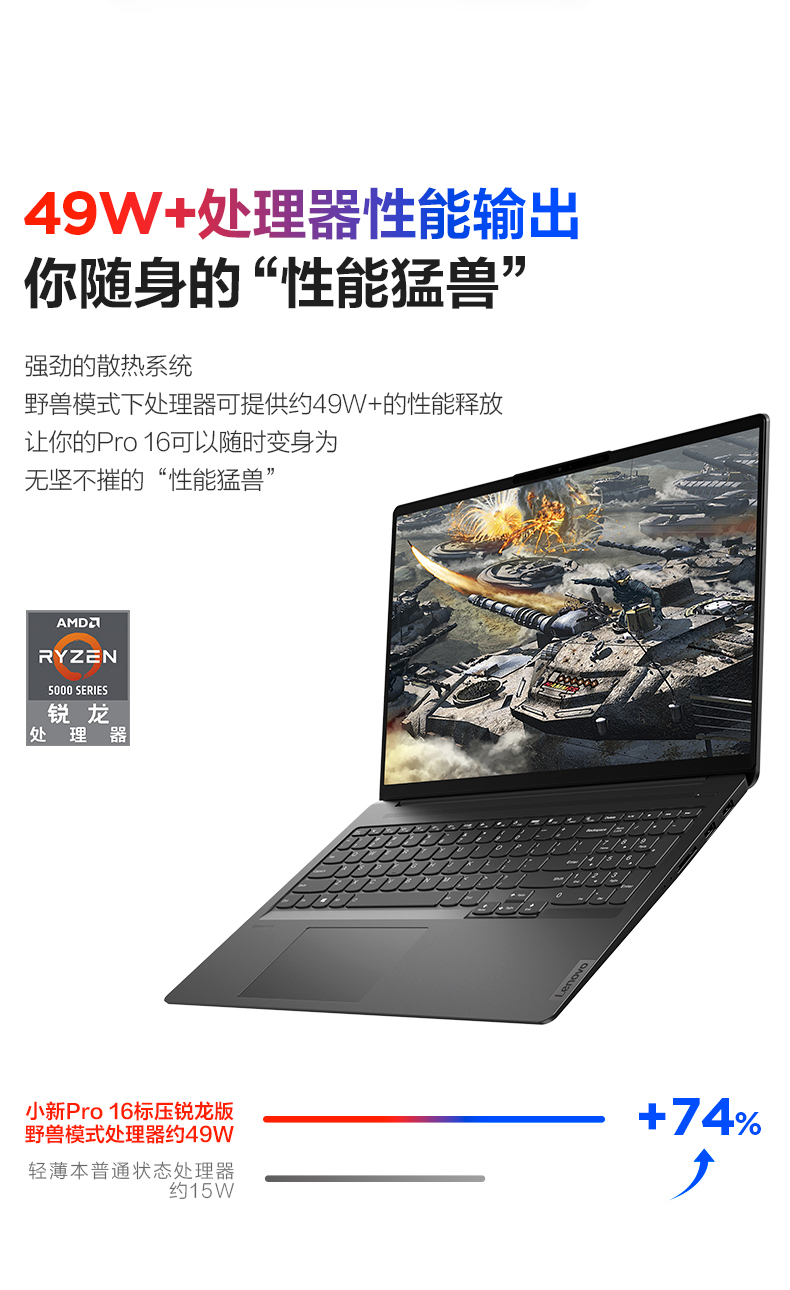 49W+处理器性能输出
你随身的“性能猛兽”
强劲的散热系统
野兽模式下处理器可提供约49W+的性能释放
让你的Pro 16可以随时变身为
无坚不摧的“性能猛兽”
AMD
RYZEN
5000 SERIES
锐龙
处理器
Lenovo
小新Pro 16标压锐龙版
野兽模式处理器约49W
+74%
轻薄本普通状态处理器
约15W